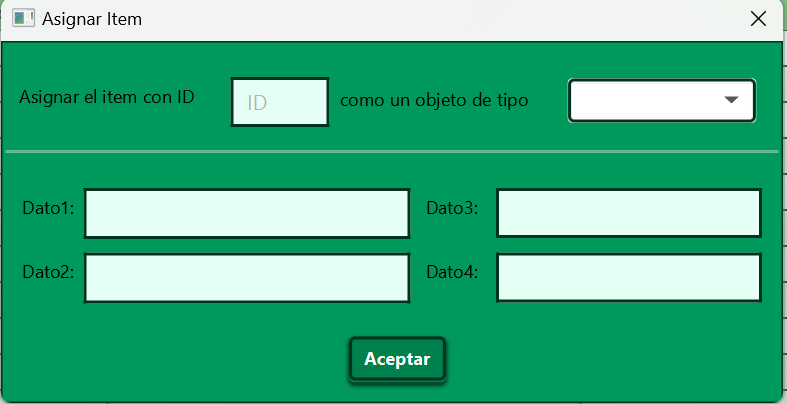 Asignar Item
Asignar el item con ID ID como un objeto de tipo
Dato1: Dato3:
Dato2: Dato4:
Aceptar